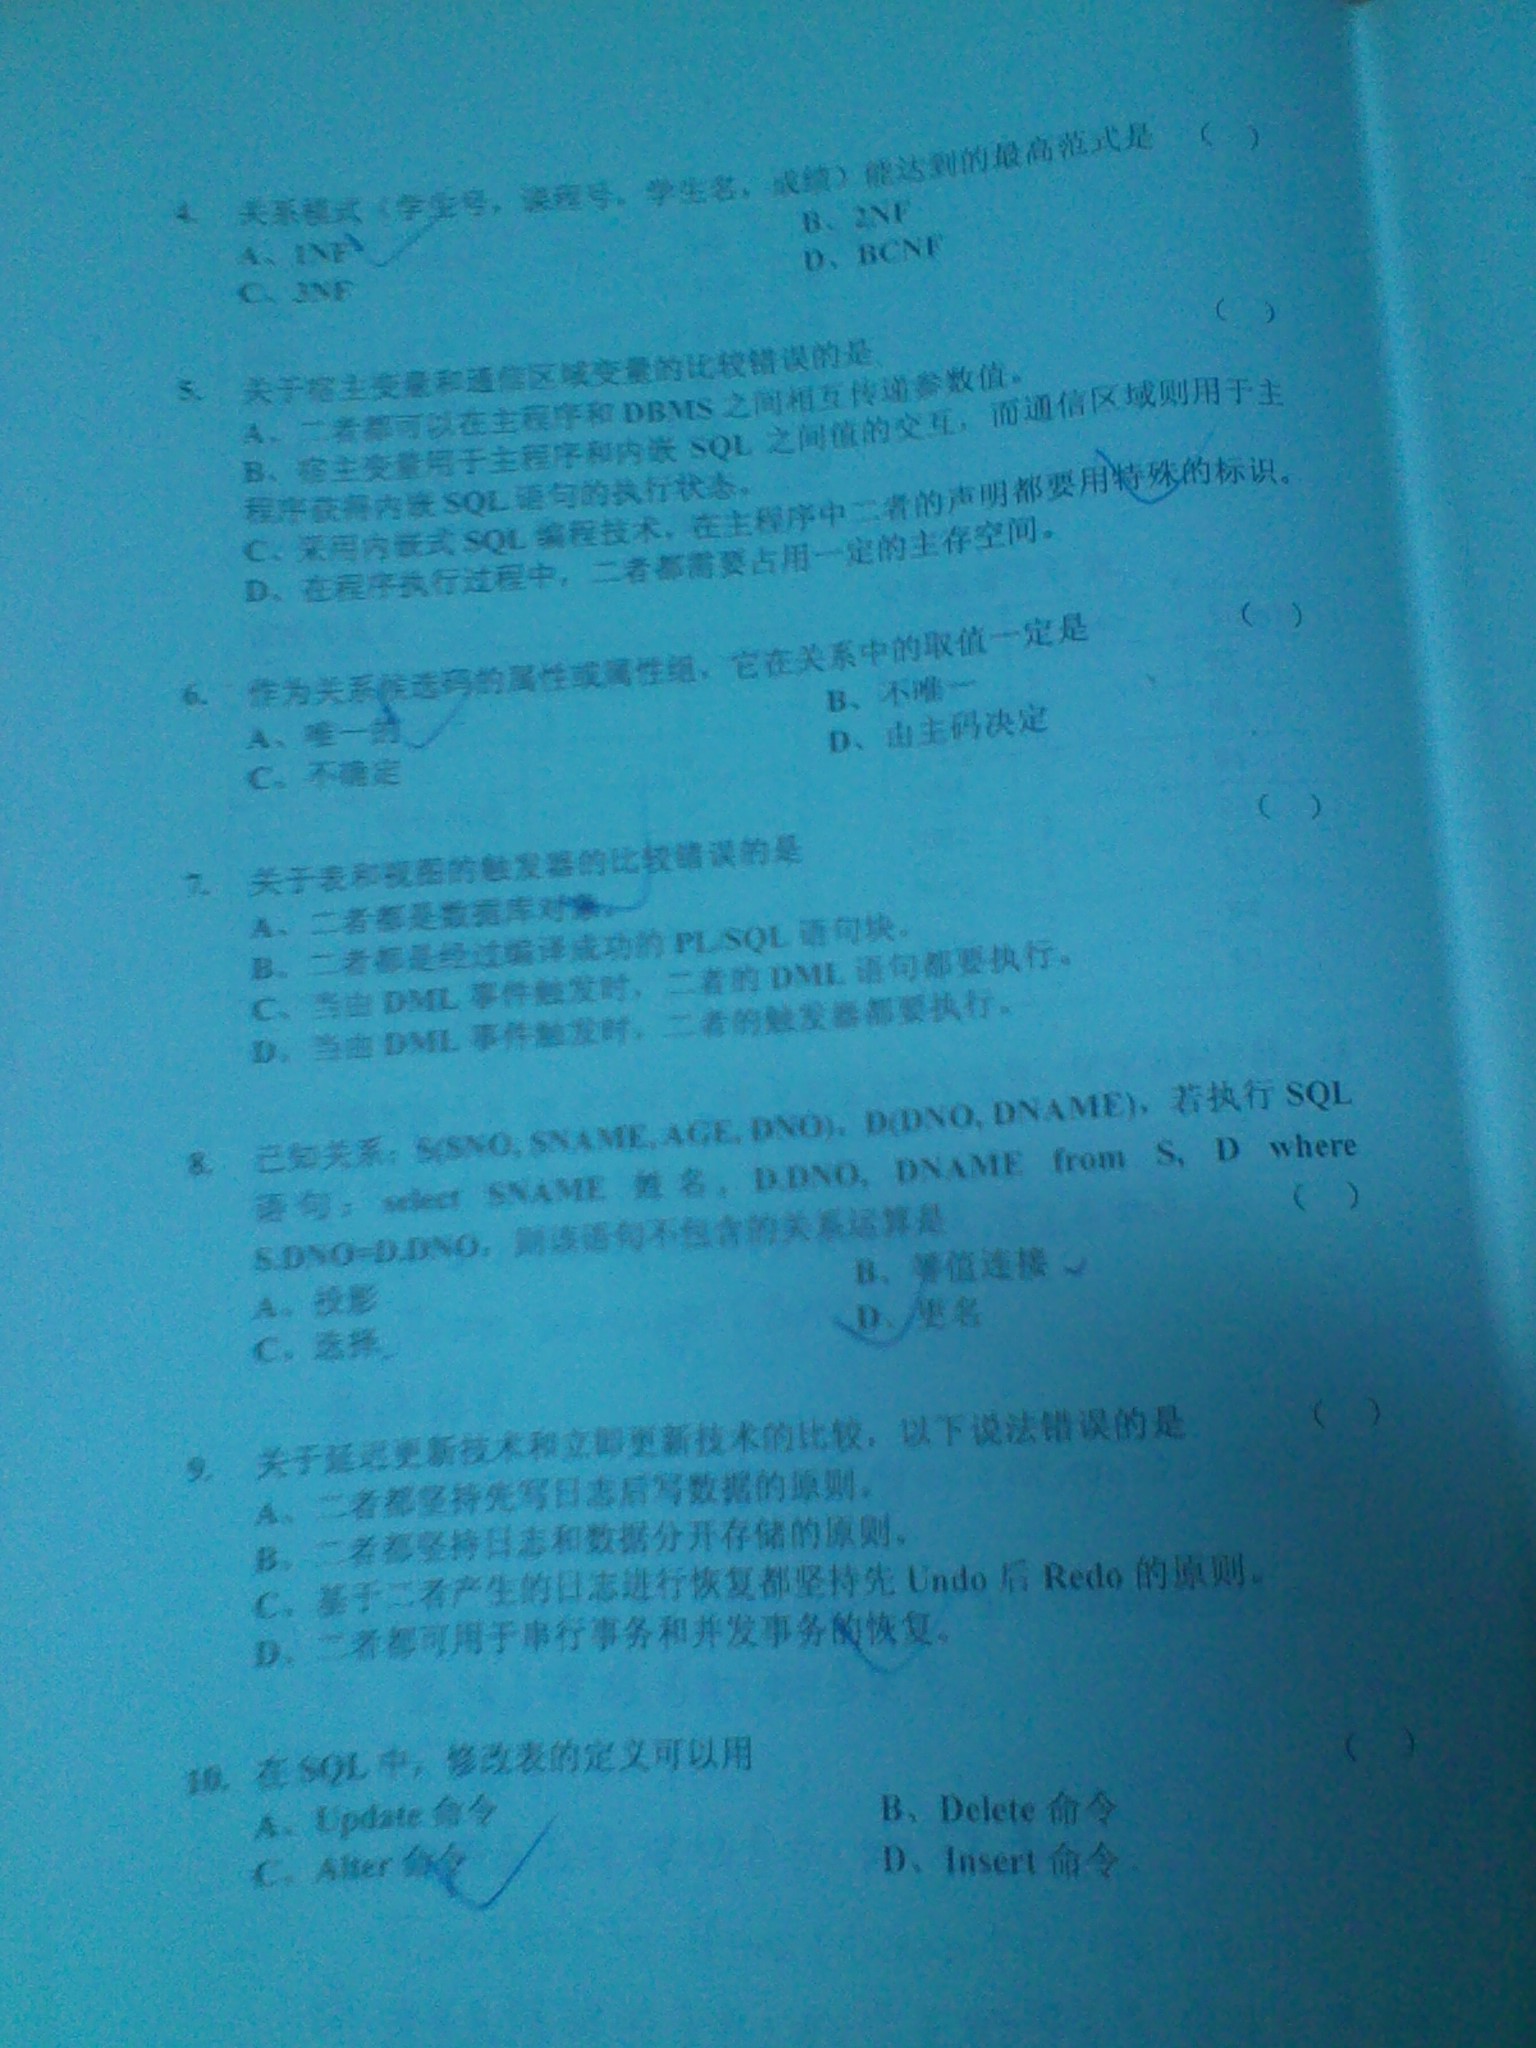 4. 关系模式（学生号，课程号，学生名，成绩）能达到的最高范式是 （ ）
A、1NF B、2NF
C、3NF D、BCNF
（ ）
5. 关于宿主变量和通信区域变量的比较错误的是
A、二者都可以在主程序和 DBMS 之间相互传递参数值。
B、宿主变量用于主程序和内嵌 SQL 之间值的交互，而通信区域则用于主
程序获得内嵌 SQL 语句的执行状态。
C、采用内嵌式 SQL 编程技术，在主程序中二者的声明都要用特殊的标识。
D、在程序执行过程中，二者都需要占用一定的主存空间。
6. 作为关系候选码的属性或属性组，它在关系中的取值一定是 （ ）
A、唯一的 B、不唯一
C、不确定 D、由主码决定
（ ）
7. 关于表和视图的触发器的比较错误的是
A、二者都是数据库对象。
B、二者都是经过编译成功的 PL/SQL 语句块。
C、当由 DML 事件触发时，二者的 DML 语句都要执行。
D、当由 DML 事件触发时，二者的触发器都要执行。
8. 已知关系：S(SNO, SNAME, AGE, DNO)，D(DNO, DNAME)，若执行 SQL
语句：select SNAME 姓名，D.DNO, DNAME from S, D where
S.DNO=D.DNO，则该语句不包含的关系运算是 （ ）
A、投影 B、等值连接
C、选择 D、更名
9. 关于延迟更新技术和立即更新技术的比较，以下说法错误的是 （ ）
A、二者都坚持先写日志后写数据的原则。
B、二者都坚持日志和数据分开存储的原则。
C、基于二者产生的日志进行恢复都坚持先 Undo 后 Redo 的原则。
D、二者都可用于串行事务和并发事务的恢复。
10. 在 SQL 中，修改表的定义可以用 （ ）
A、Update 命令 B、Delete 命令
C、Alter 命令 D、Insert 命令